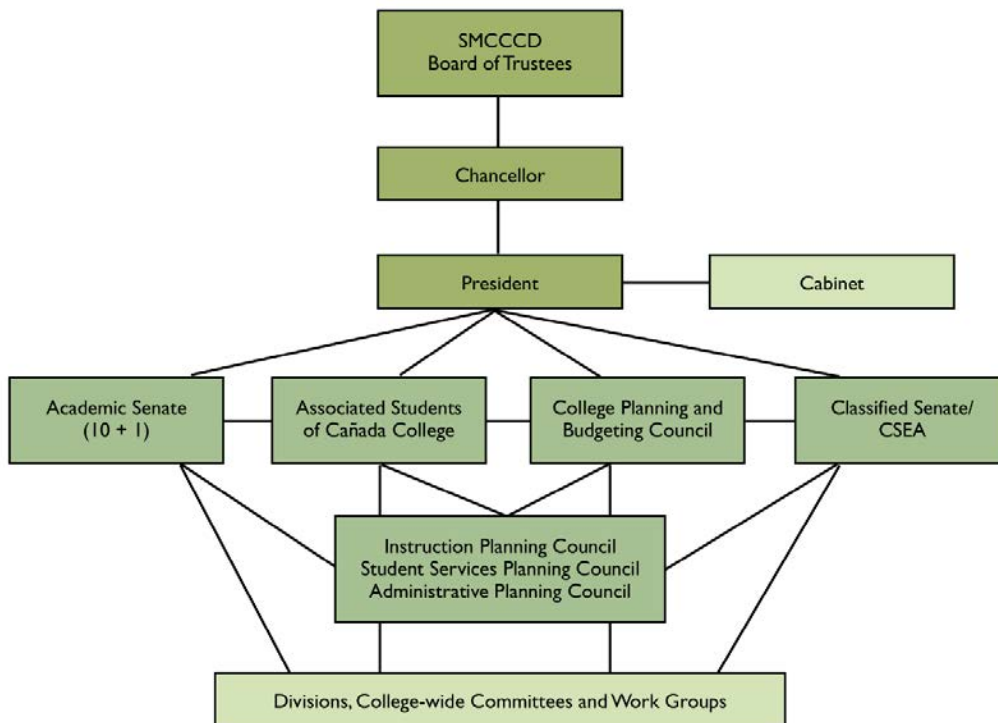 SMCCCD
Board of Trustees
Chancellor
President
Cabinet
Academic Senate
(10 + 1)
Associated Students
of Cañada College
College Planning and
Budgeting Council
Classified Senate/
CSEA
Instruction Planning Council
Student Services Planning Council
Administrative Planning Council
Divisions, College-wide Committees and Work Groups